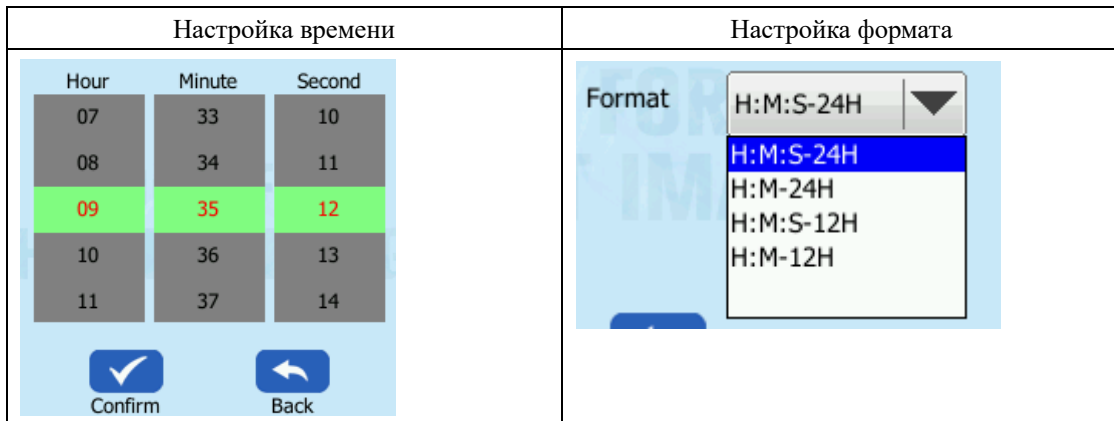 Настройка времени
Настройка формата
Hour Minute Second
07 33 10
08 34 11
09 35 12
10 36 13
11 37 14
Confirm Back
Format H:M:S-24H
H:M:S-24H
H:M-24H
H:M:S-12H
H:M-12H